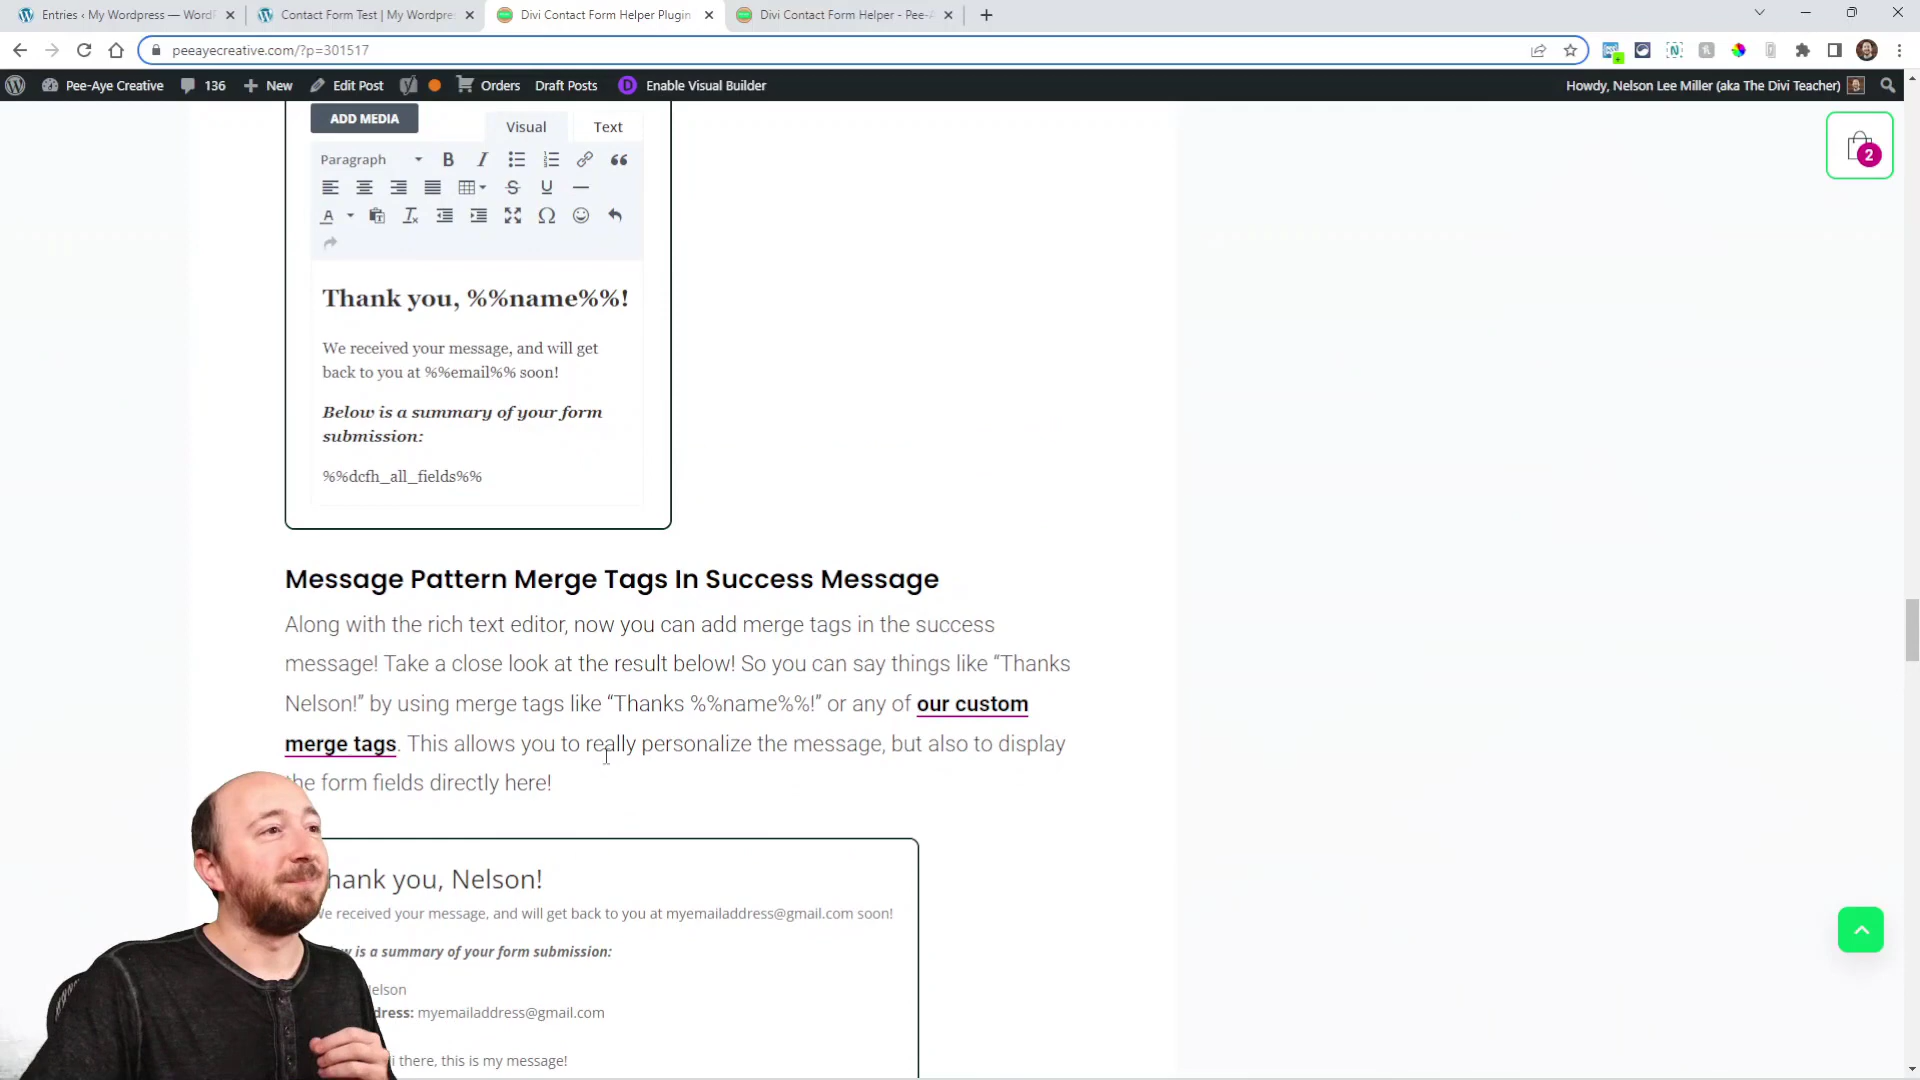 Entries ‹ My Wordpress — WordP
Contact Form Test | My Wordpres
Divi Contact Form Helper Plugin
Divi Contact Form Helper - Pee-A
peeayecreative.com/?p=301517
Pee-Aye Creative
136
New
Edit Post
Orders
Draft Posts
Enable Visual Builder
Howdy, Nelson Lee Miller (aka The Divi Teacher)
2
ADD MEDIA
Visual
Text
Paragraph
Thank you, %%name%%!
We received your message, and will get
back to you at %%email%% soon!
Below is a summary of your form
submission:
%%dcfh_all_fields%%
Message Pattern Merge Tags In Success Message
Along with the rich text editor, now you can add merge tags in the success
message! Take a close look at the result below! So you can say things like “Thanks
Nelson!” by using merge tags like “Thanks %%name%%!” or any of our custom
merge tags. This allows you to really personalize the message, but also to display
the form fields directly here!
hank you, Nelson!
We received your message, and will get back to you at myemailaddress@gmail.com soon!
is a summary of your form submission:
elson
dress: myemailaddress@gmail.com
i there, this is my message!